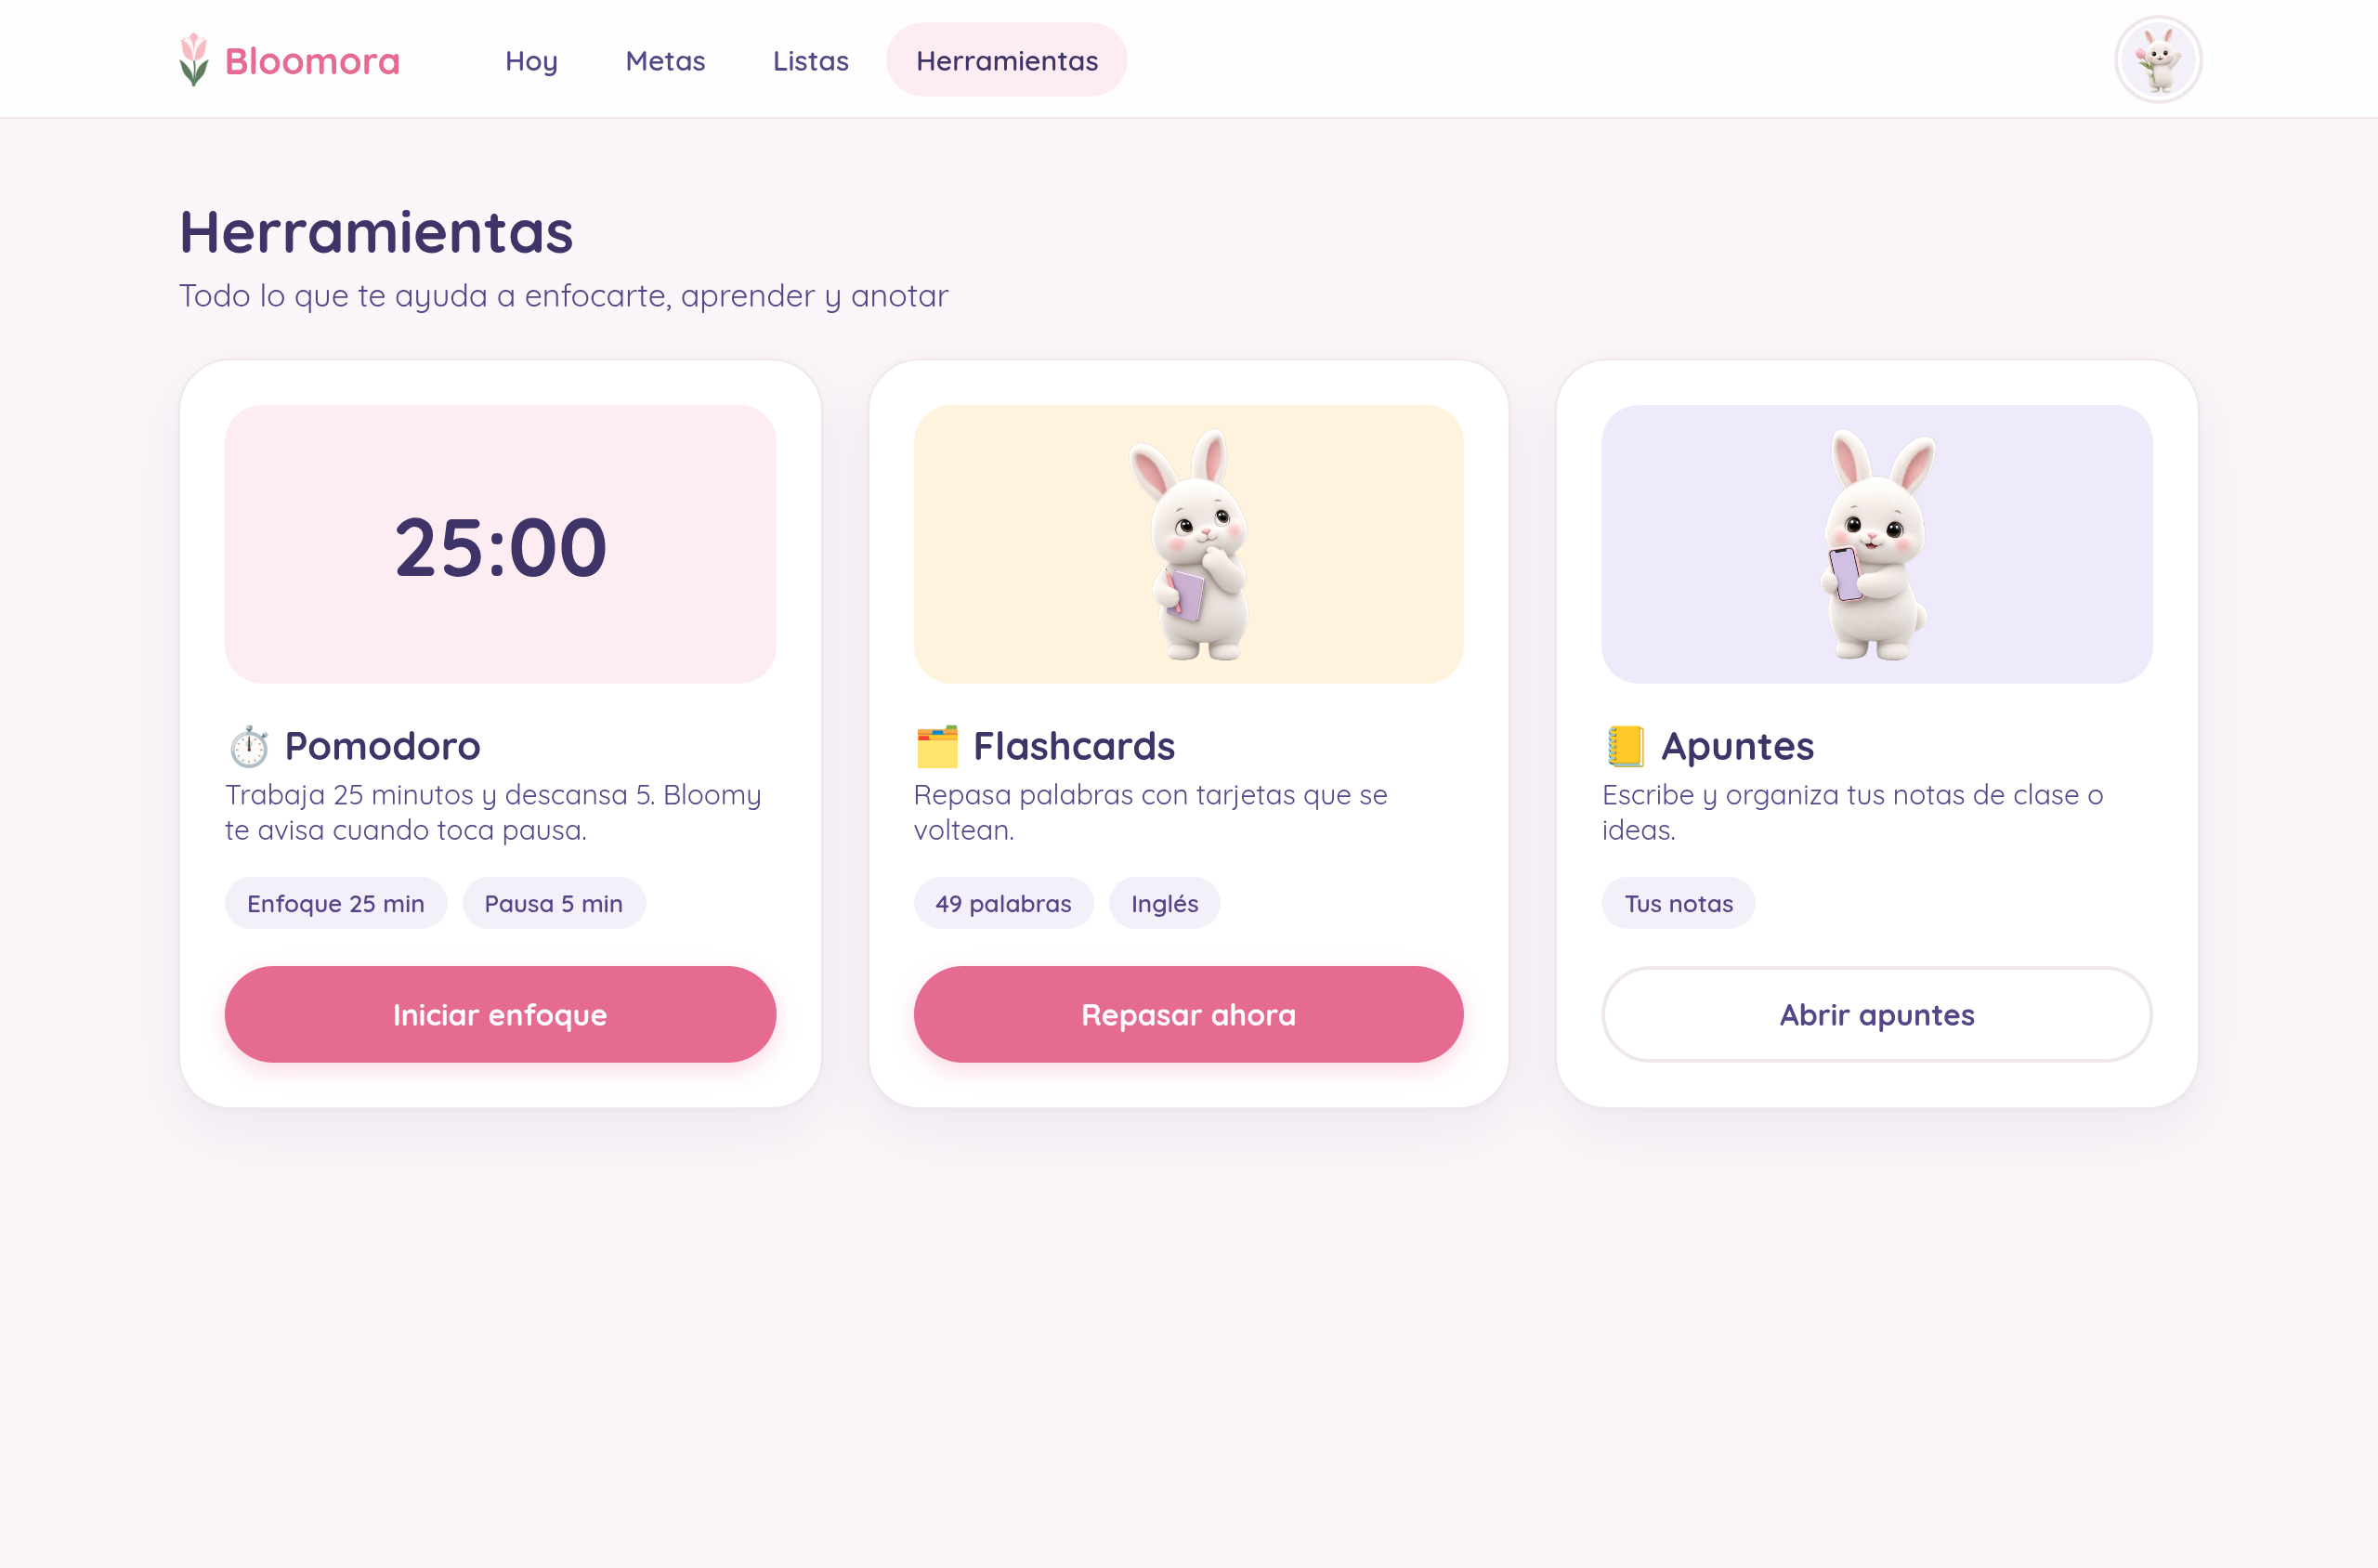 Bloomora
Hoy
Metas
Listas
Herramientas
Herramientas
Todo lo que te ayuda a enfocarte, aprender y anotar
25:00
Pomodoro
Trabaja 25 minutos y descansa 5. Bloomy
te avisa cuando toca pausa.
Enfoque 25 min
Pausa 5 min
Iniciar enfoque
Flashcards
Repasa palabras con tarjetas que se
voltean.
49 palabras
Inglés
Repasar ahora
Apuntes
Escribe y organiza tus notas de clase o
ideas.
Tus notas
Abrir apuntes